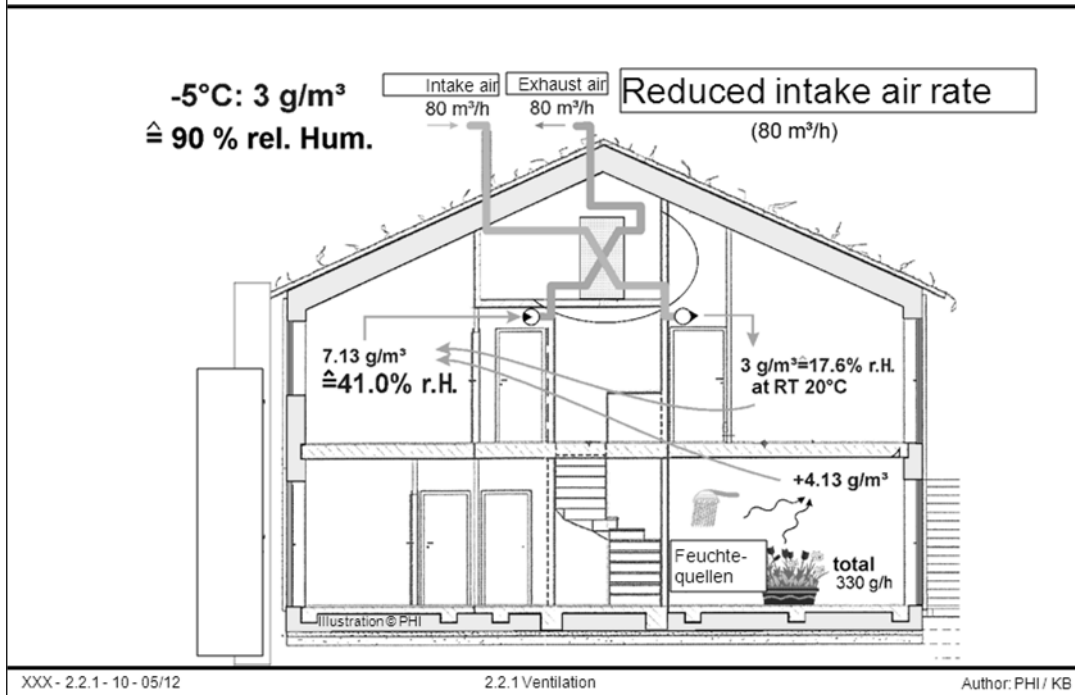 -5°C: 3 g/m³
≙ 90 % rel. Hum.
Intake air
80 m³/h
Exhaust air
80 m³/h
Reduced intake air rate
(80 m³/h)
7.13 g/m³
≙41.0% r.H.
3 g/m³≙17.6% r.H.
at RT 20°C
+4.13 g/m³
Feuchte-
quellen
total
330 g/h
Illustration © PHI
XXX - 2.2.1 - 10 - 05/12
2.2.1 Ventilation
Author: PHI / KB